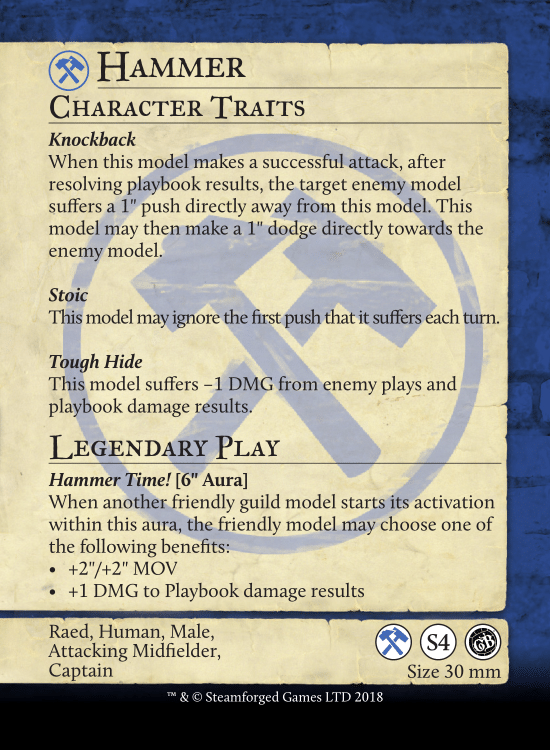 Hammer
Character Traits
Knockback
When this model makes a successful attack, after
resolving playbook results, the target enemy model
suffers a 1" push directly away from this model. This
model may then make a 1" dodge directly towards the
enemy model.
Stoic
This model may ignore the first push that it suffers each turn.
Tough Hide
This model suffers –1 DMG from enemy plays and
playbook damage results.
Legendary Play
Hammer Time! [6" Aura]
When another friendly guild model starts its activation
within this aura, the friendly model may choose one of
the following benefits:
• +2"/+2" MOV
• +1 DMG to Playbook damage results
Raed, Human, Male,
Attacking Midfielder,
Captain
S4
GB
Size 30 mm
™ & © Steamforged Games LTD 2018